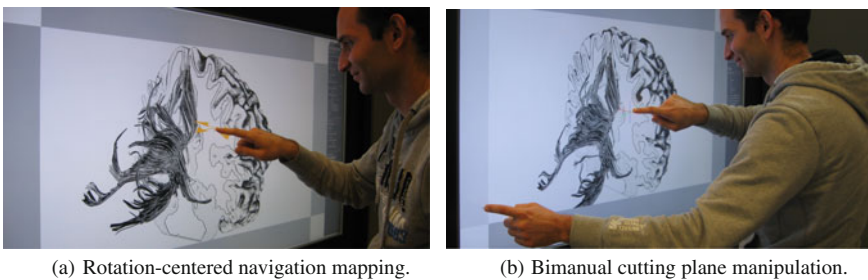 (a) Rotation-centered navigation mapping.
(b) Bimanual cutting plane manipulation.